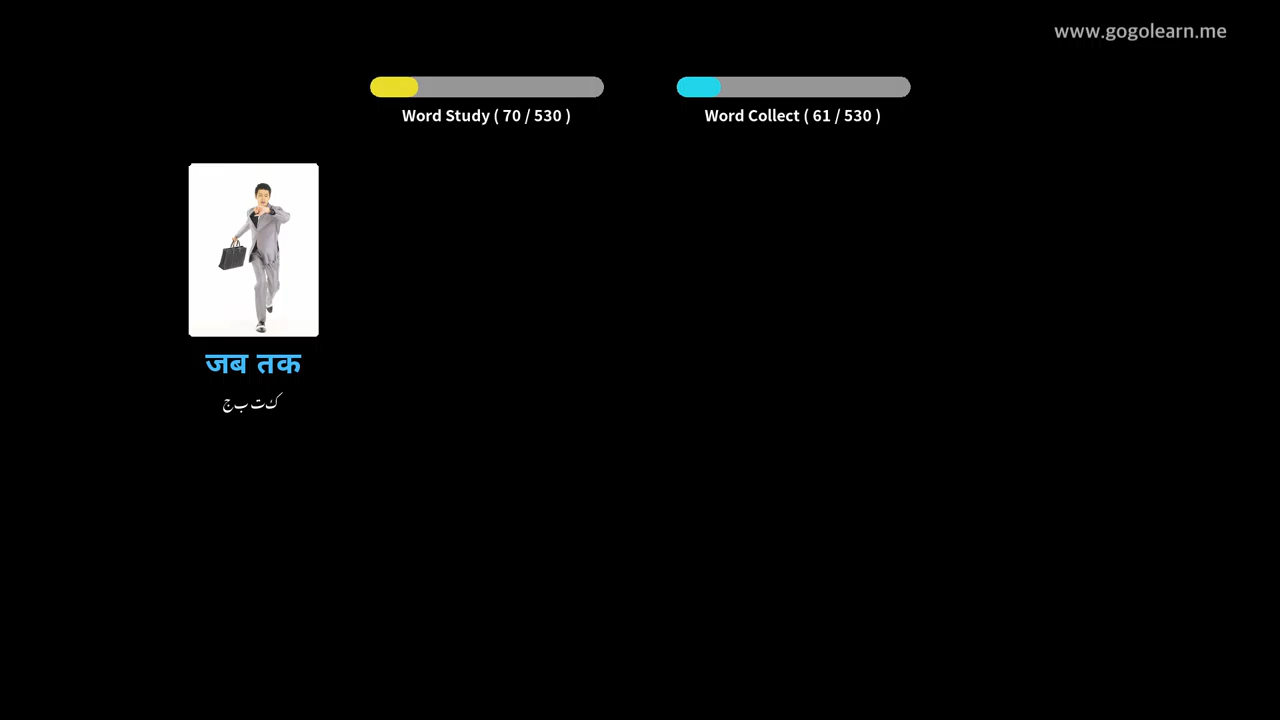 www.gogolearn.me
Word Study ( 70 / 530 )
Word Collect ( 61 / 530 )
जब तक
ج ب ت ک